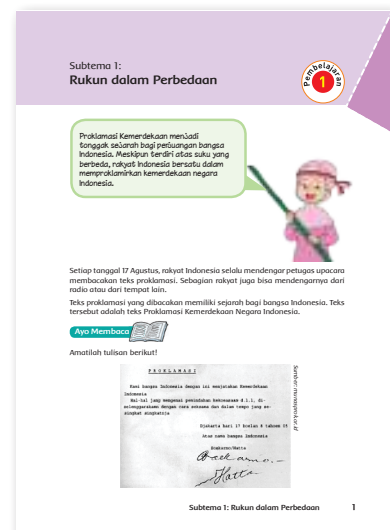 Subtema 1:
Rukun dalam Perbedaan
Pembelajaran
1
Proklamasi Kemerdekaan menjadi
tonggak sejarah bagi perjuangan bangsa
Indonesia. Meskipun terdiri atas suku yang
berbeda, rakyat Indonesia bersatu dalam
memproklamirkan kemerdekaan negara
Indonesia.
Setiap tanggal 17 Agustus, rakyat Indonesia selalu mendengar petugas upacara
membacakan teks proklamasi. Sebagian rakyat juga bisa mendengarnya dari
radio atau dari tempat lain.
Teks proklamasi yang dibacakan memiliki sejarah bagi bangsa Indonesia. Teks
tersebut adalah teks Proklamasi Kemerdekaan Negara Indonesia.
Ayo Membaca
Amatilah tulisan berikut!
PROKLAMASI
Kami bangsa Indonesia dengan ini menjatakan Kemerdekaan
Indonesia
Hal-hal jang mengenai pemindahan kekoeasaan d.l.l., di-
selenggarakan dengan tjara seksama dan dalam tempo jang se-
singkat singkatnja
Djakarta hari 17 boelan 8 tahoen 05
Atas nama bangsa Indonesia
Soekarno/Hatta
Soekarno
Hatta
Subtema 1: Rukun dalam Perbedaan 1